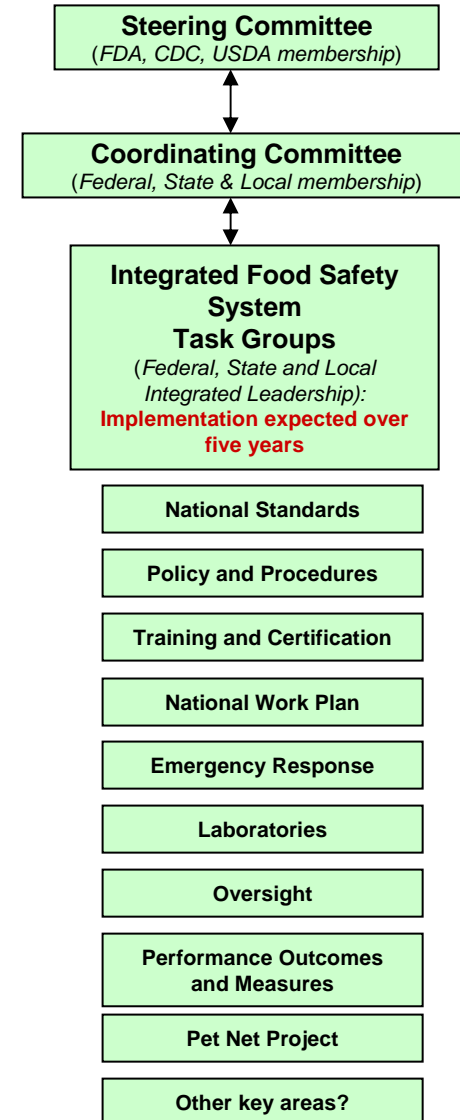 Steering Committee
(FDA, CDC, USDA membership)
Coordinating Committee
(Federal, State & Local membership)
Integrated Food Safety
System
Task Groups
(Federal, State and Local
Integrated Leadership):
Implementation expected over
five years
National Standards
Policy and Procedures
Training and Certification
National Work Plan
Emergency Response
Laboratories
Oversight
Performance Outcomes
and Measures
Pet Net Project
Other key areas?